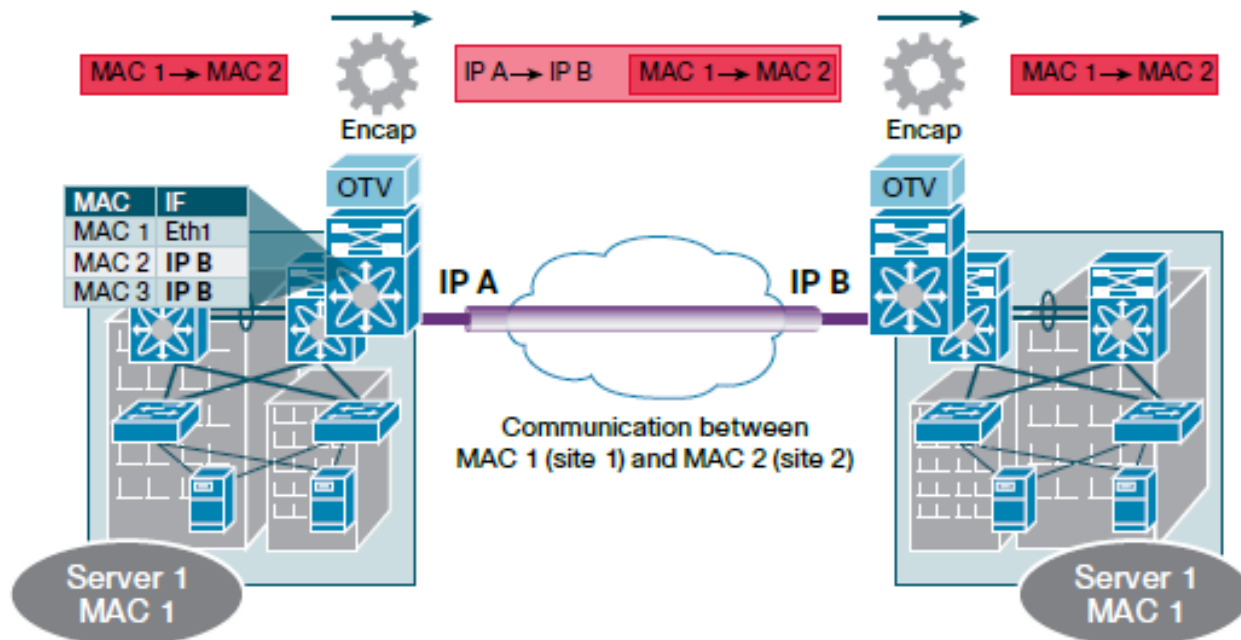 MAC 1→ MAC 2
IP A→ IP B
MAC 1→ MAC 2
MAC 1→ MAC 2
Encap
Encap
OTV
OTV
MAC IF
MAC 1 Eth1
MAC 2 IP B
MAC 3 IP B
IP A
IP B
Communication between
MAC 1 (site 1) and MAC 2 (site 2)
Server 1
MAC 1
Server 1
MAC 1